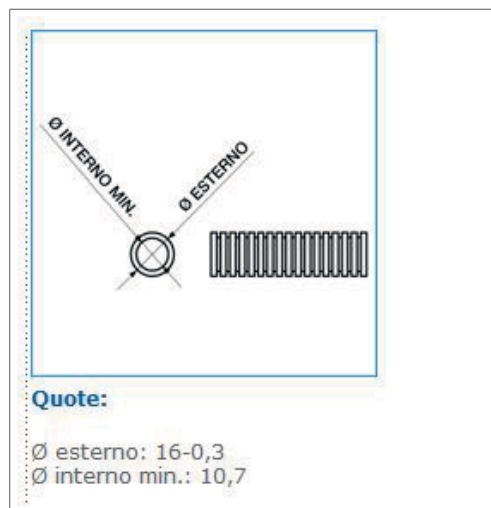 Ø INTERNO MIN.
Ø ESTERNO
Quote:
Ø esterno: 16-0,3
Ø interno min.: 10,7